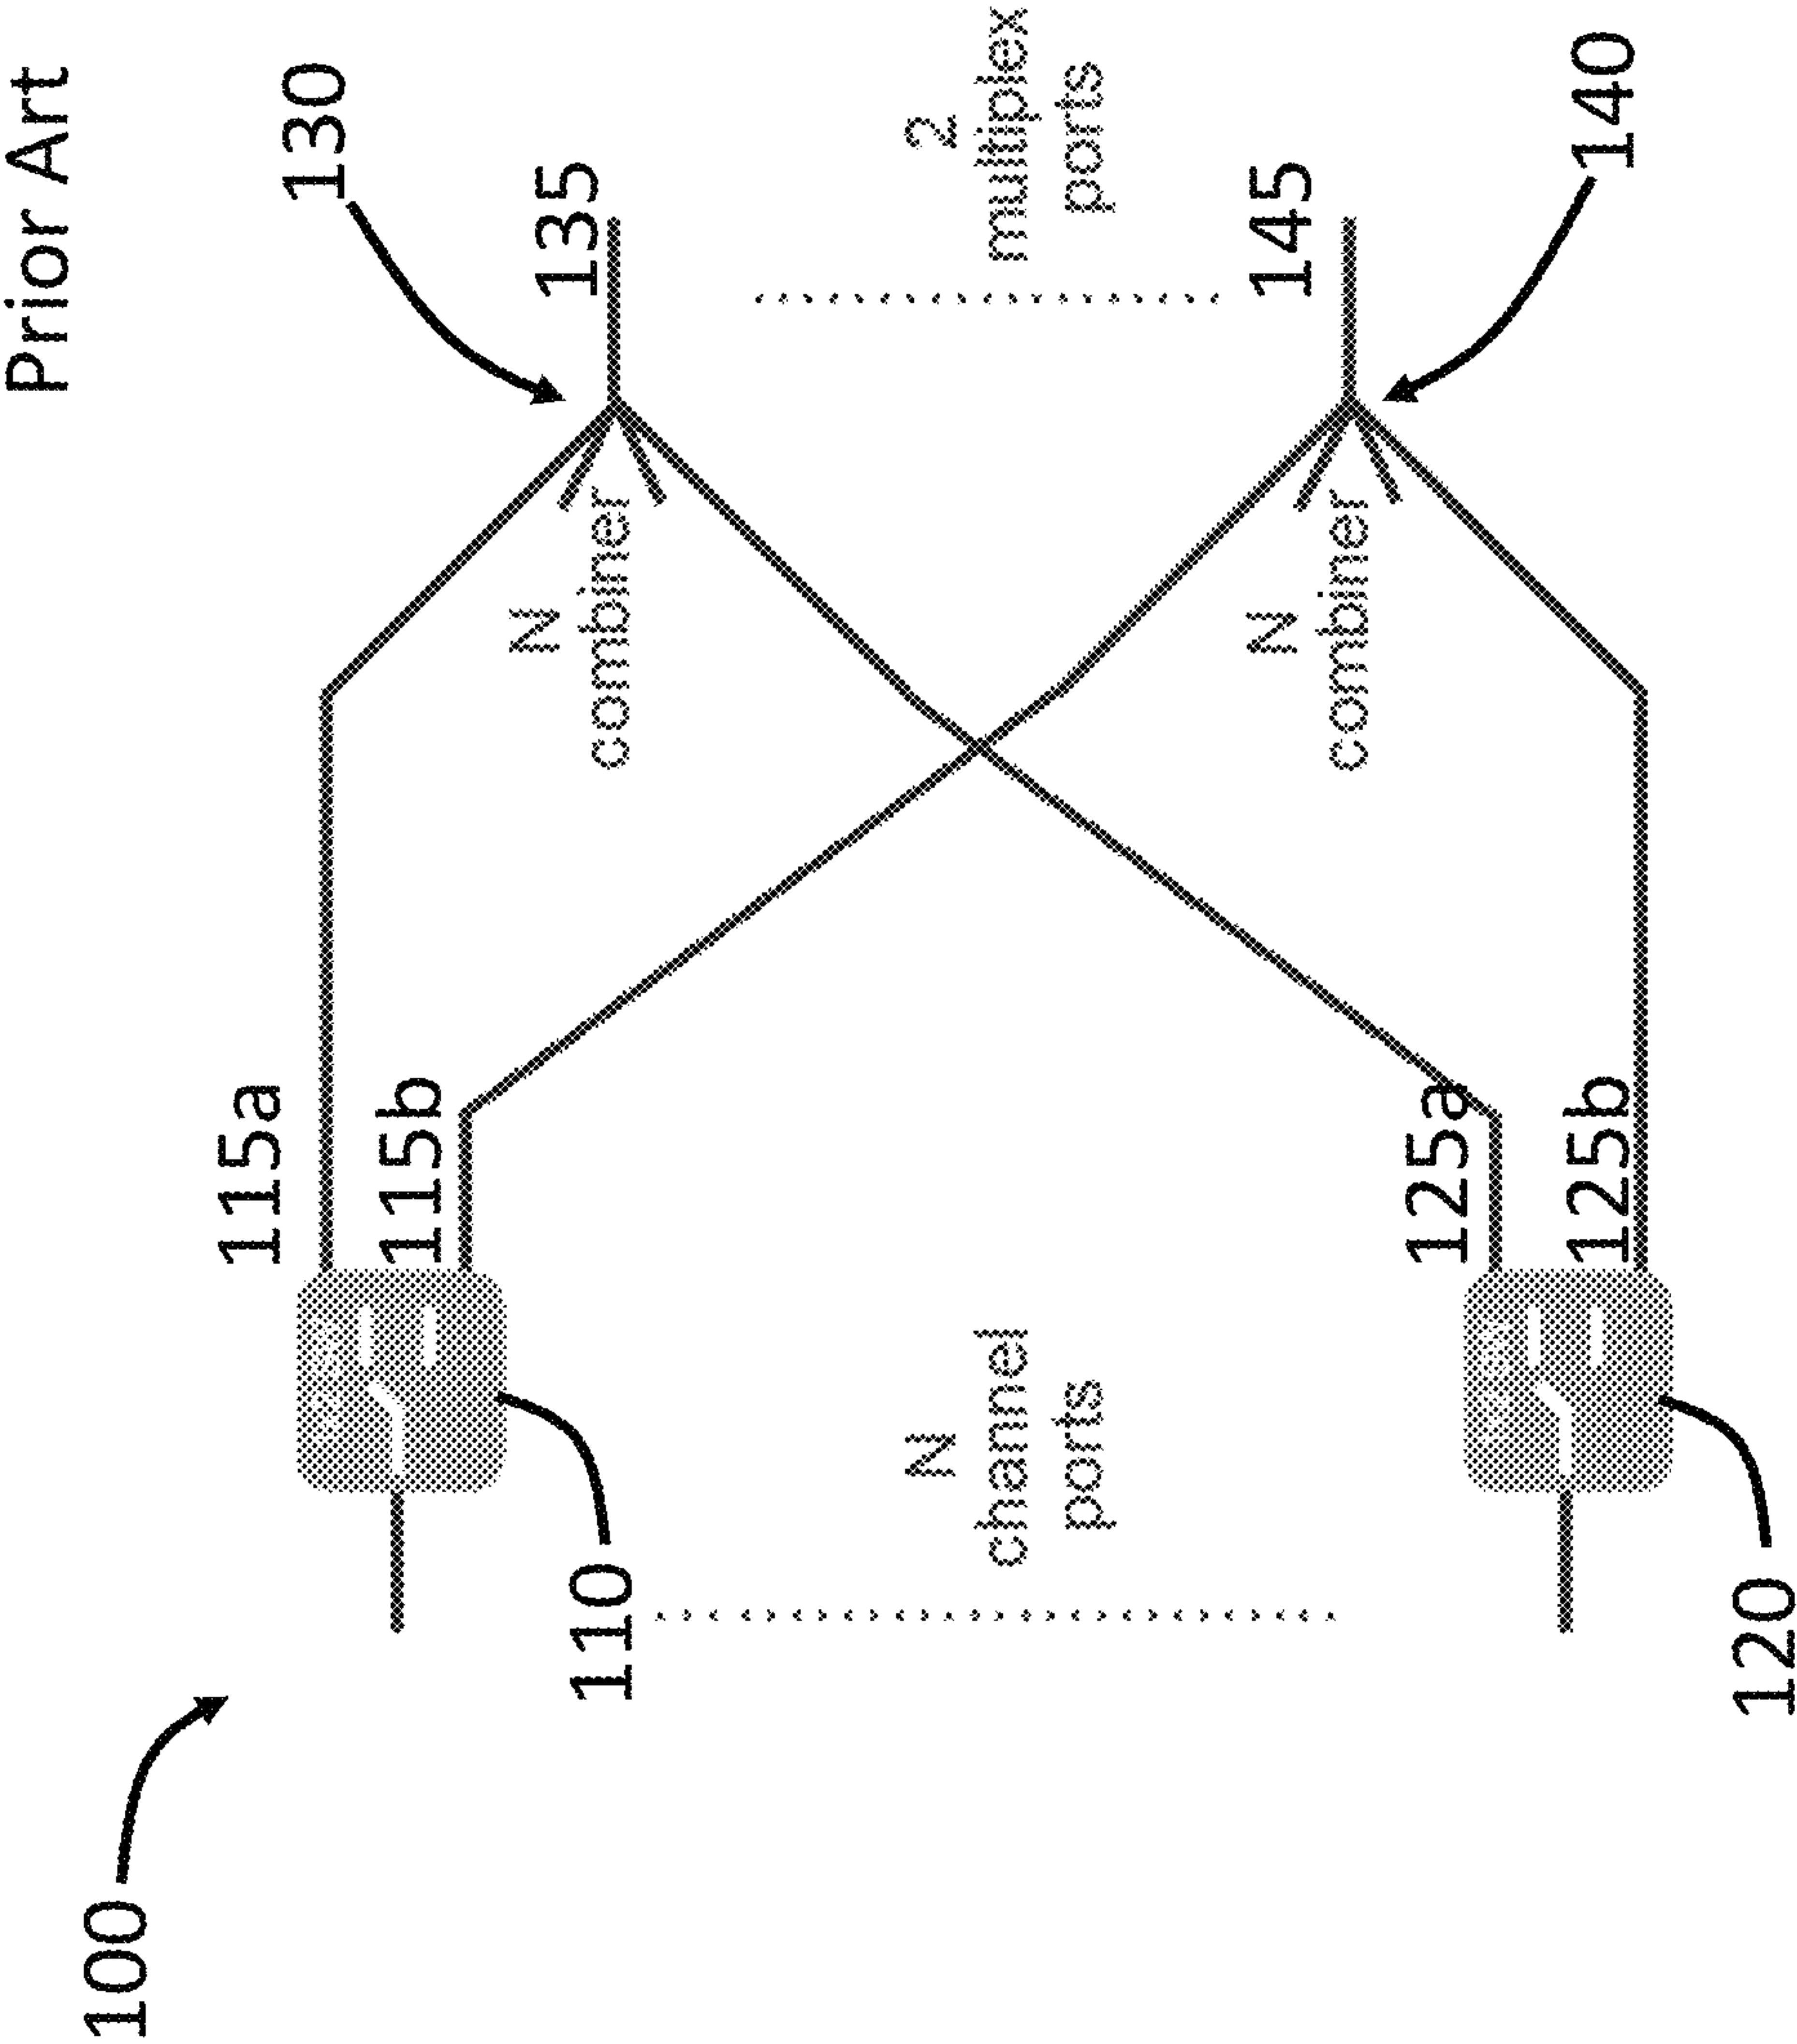 Prior Art
100
115a
130
115b
135
N
combiner
110
N
channel
ports
2
multiplex
ports
145
N
combiner
125a
125b
140
120